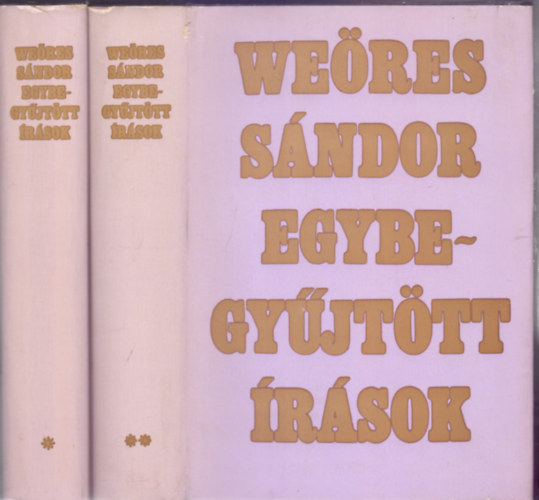 WEÖRES
SÁNDOR
EGYBE-
GYŰJTÖTT
ÍRÁSOK
*
WEÖRES
SÁNDOR
EGYBE-
GYŰJTÖTT
ÍRÁSOK
**
WEÖRES
SÁNDOR
EGYBE-
GYŰJTÖTT
ÍRÁSOK